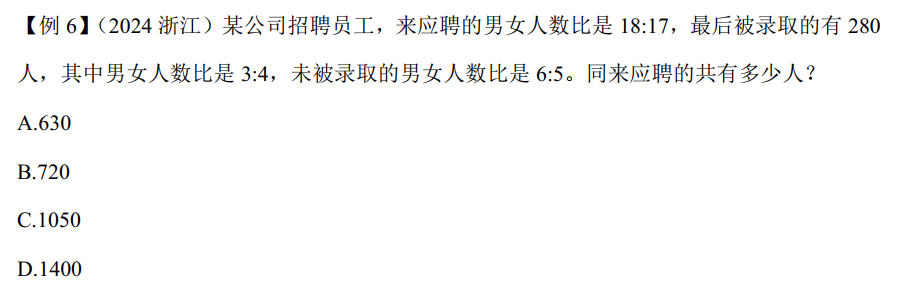 【例 6】（2024 浙江）某公司招聘员工，来应聘的男女人数比是 18:17，最后被录取的有 280
人，其中男女人数比是 3:4，未被录取的男女人数比是 6:5。同来应聘的共有多少人？
A.630
B.720
C.1050
D.1400